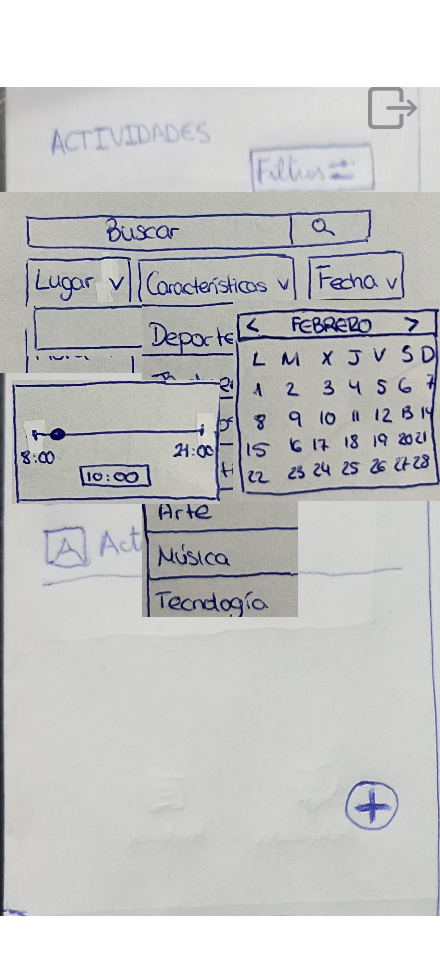 ACTIVIDADES
Filtros
Buscar
Lugar v Características v Fecha v
Deporte
< FEBRERO >
L M X J V S D
1 2 3 4 5 6 7
8 9 10 11 12 13 14
15 16 17 18 19 20 21
22 23 24 25 26 27 28
8:00 21:00
10:00
Arte
A Act
Música
Tecnología